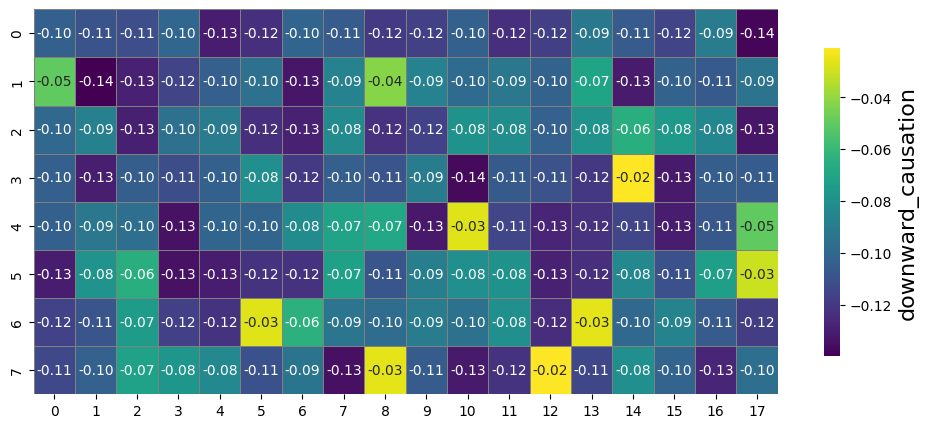 0 -0.10 -0.11 -0.11 -0.10 -0.13 -0.12 -0.10 -0.11 -0.12 -0.12 -0.10 -0.12 -0.12 -0.09 -0.11 -0.12 -0.09 -0.14
1 -0.05 -0.14 -0.13 -0.12 -0.10 -0.10 -0.13 -0.09 -0.04 -0.09 -0.10 -0.09 -0.10 -0.07 -0.13 -0.10 -0.11 -0.09
2 -0.10 -0.09 -0.13 -0.10 -0.09 -0.12 -0.13 -0.08 -0.12 -0.12 -0.08 -0.08 -0.10 -0.08 -0.06 -0.08 -0.08 -0.13
3 -0.10 -0.13 -0.10 -0.11 -0.10 -0.08 -0.12 -0.10 -0.11 -0.09 -0.14 -0.11 -0.11 -0.12 -0.02 -0.13 -0.10 -0.11
4 -0.10 -0.09 -0.10 -0.13 -0.10 -0.10 -0.08 -0.07 -0.07 -0.13 -0.03 -0.11 -0.13 -0.12 -0.11 -0.13 -0.11 -0.05
5 -0.13 -0.08 -0.06 -0.13 -0.13 -0.12 -0.12 -0.07 -0.11 -0.09 -0.08 -0.08 -0.13 -0.12 -0.08 -0.11 -0.07 -0.03
6 -0.12 -0.11 -0.07 -0.12 -0.12 -0.03 -0.06 -0.09 -0.10 -0.09 -0.10 -0.08 -0.12 -0.03 -0.10 -0.09 -0.11 -0.12
7 -0.11 -0.10 -0.07 -0.08 -0.08 -0.11 -0.09 -0.13 -0.03 -0.11 -0.13 -0.12 -0.02 -0.11 -0.08 -0.10 -0.13 -0.10
0 1 2 3 4 5 6 7 8 9 10 11 12 13 14 15 16 17
−0.04
−0.06
−0.08
−0.10
−0.12
downward_causation